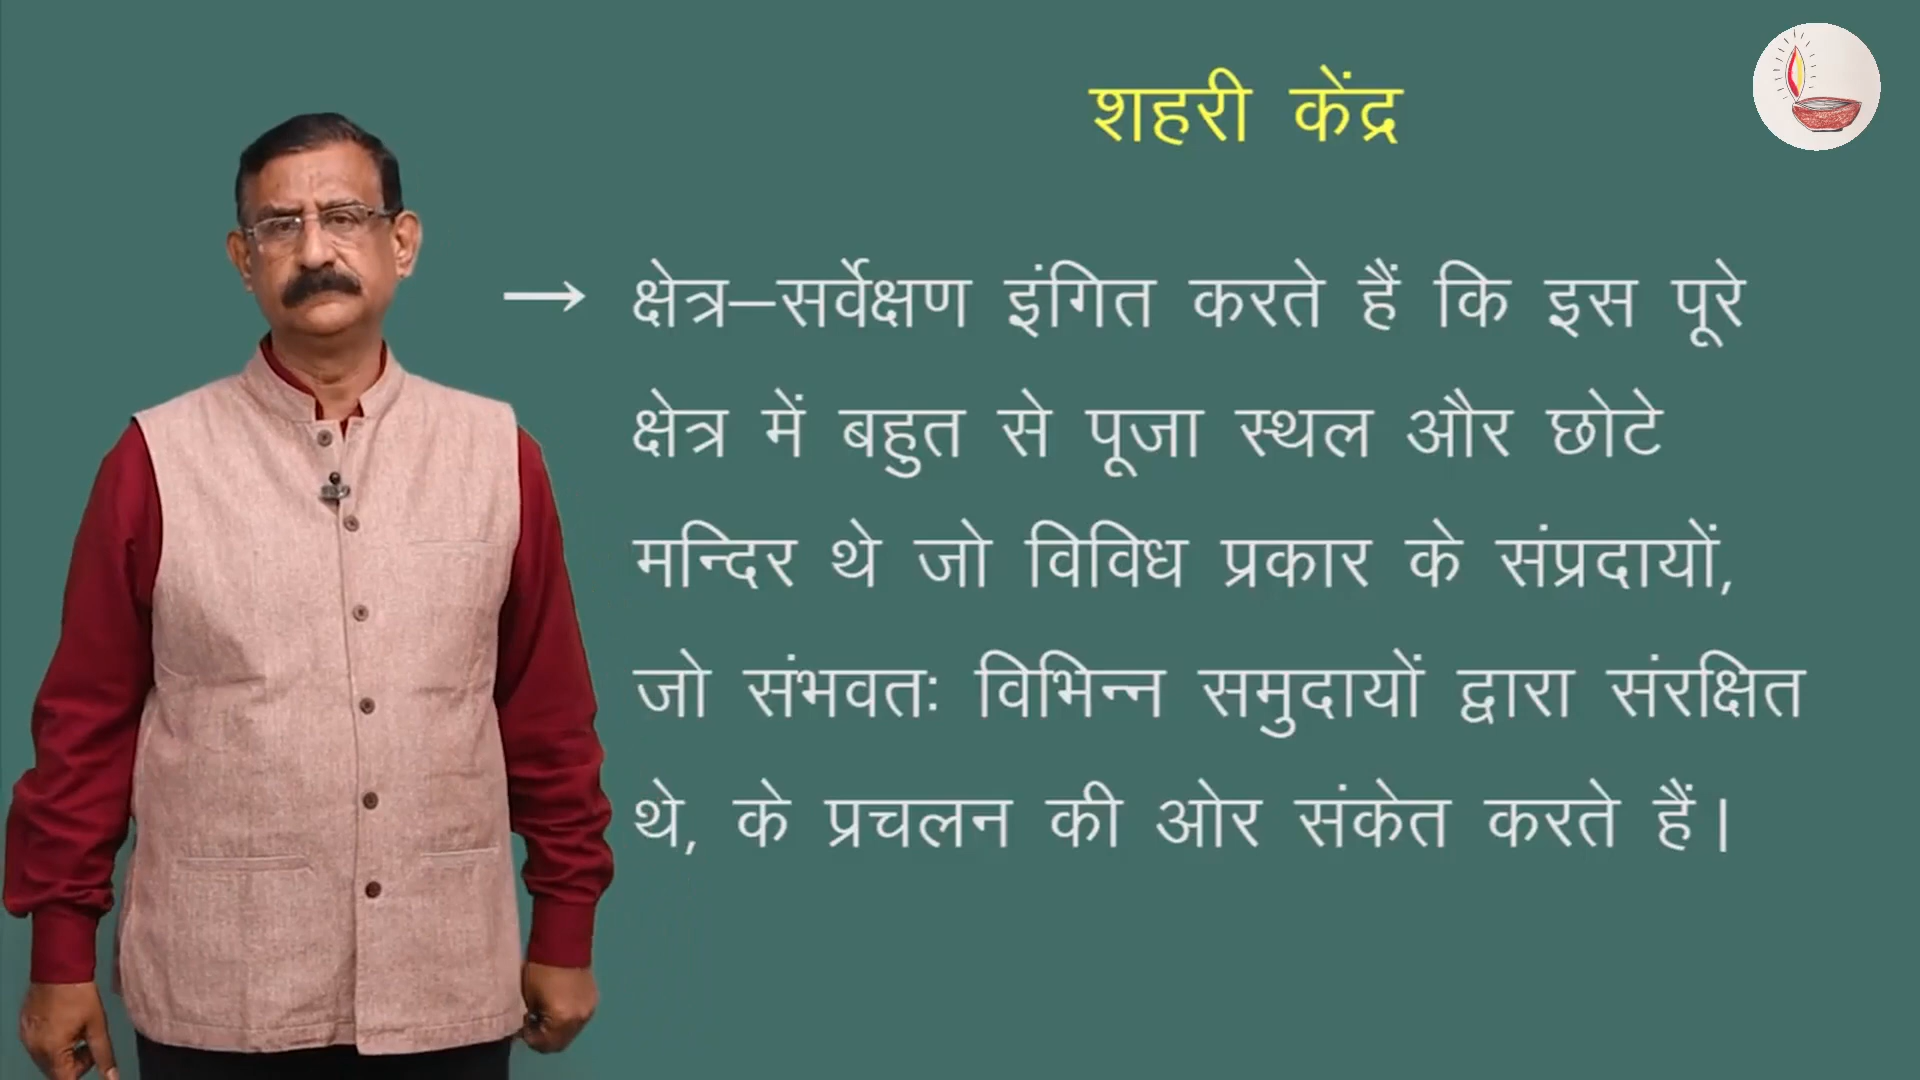 शहरी केंद्र
→ क्षेत्र–सर्वेक्षण इंगित करते हैं कि इस पूरे
क्षेत्र में बहुत से पूजा स्थल और छोटे
मन्दिर थे जो विविध प्रकार के संप्रदायों,
जो संभवतः विभिन्न समुदायों द्वारा संरक्षित
थे, के प्रचलन की ओर संकेत करते हैं।